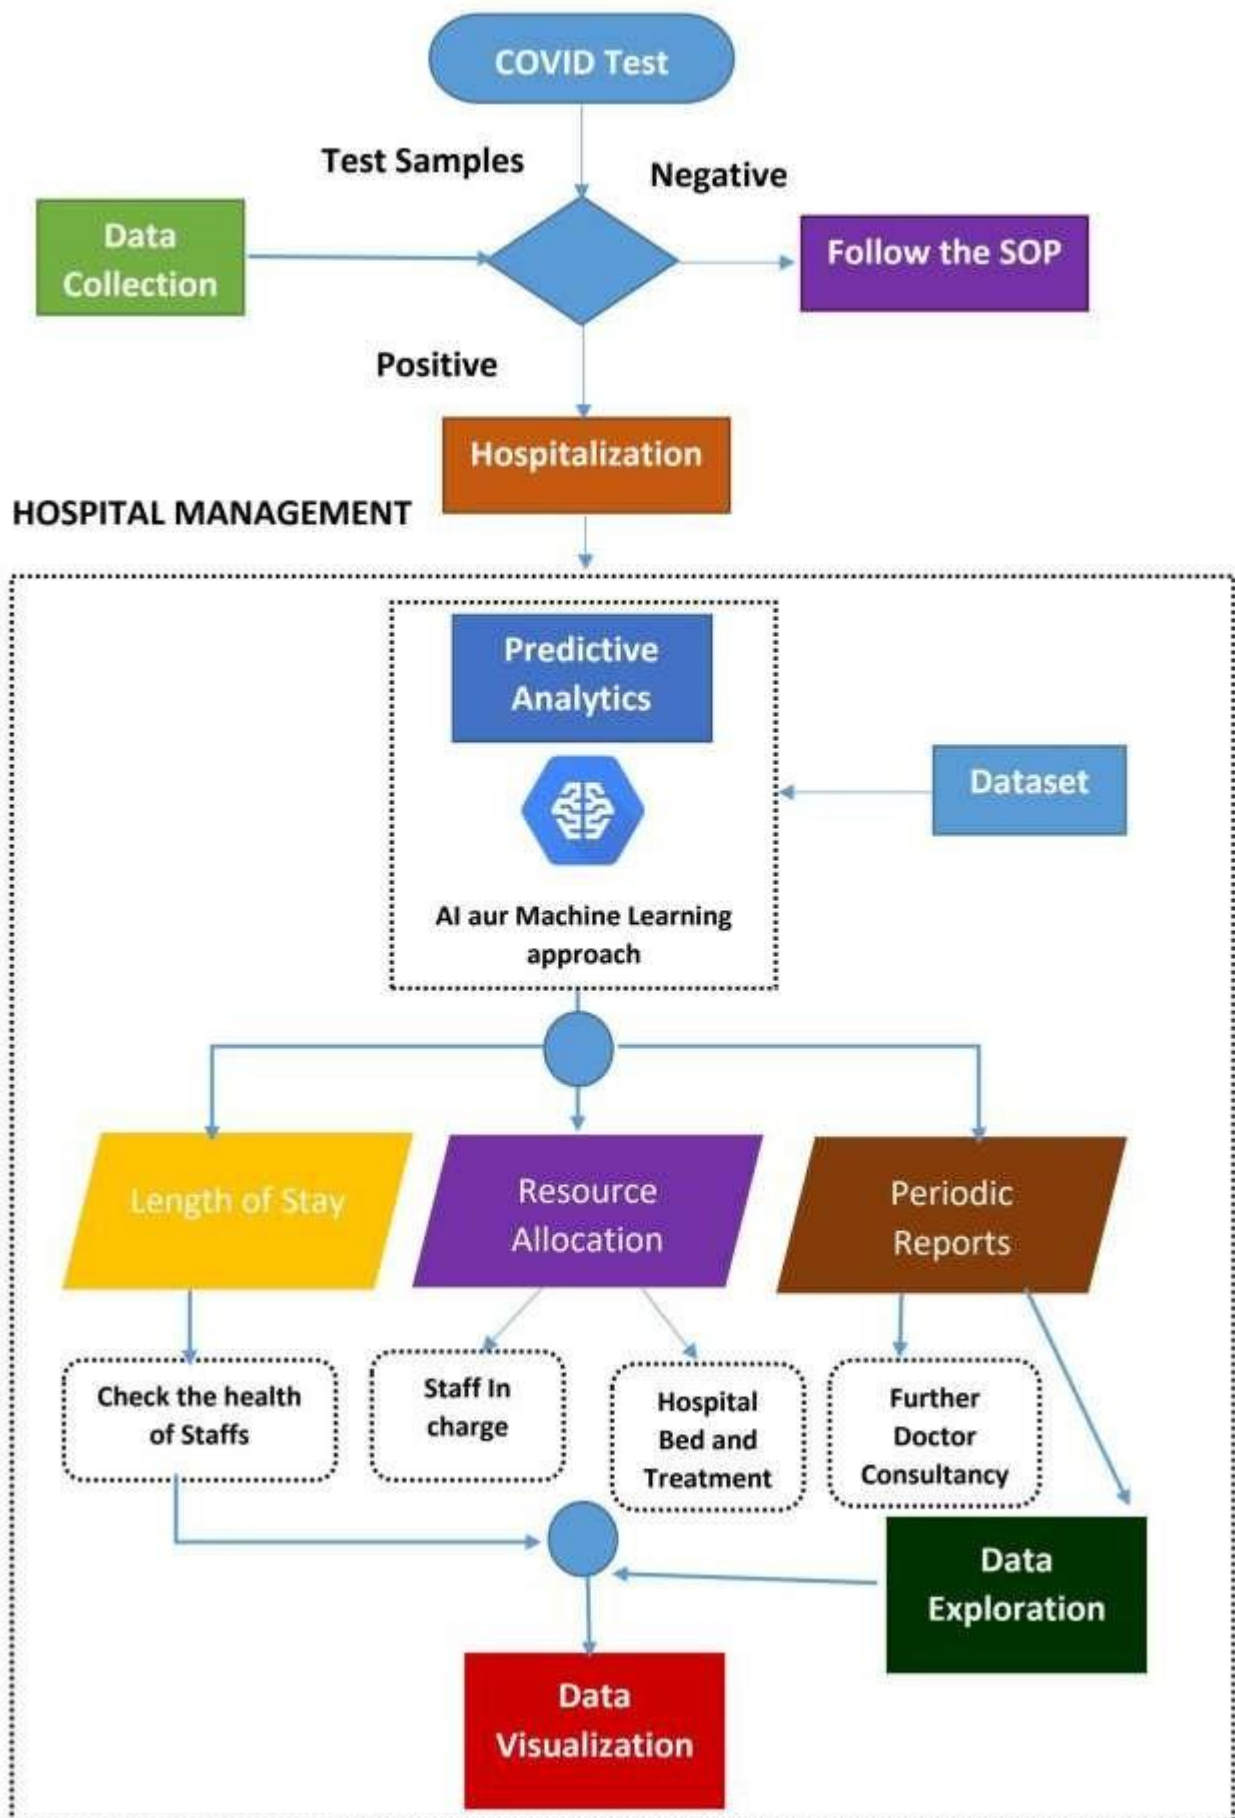 COVID Test
Test Samples
Negative
Data
Collection
Follow the SOP
Positive
Hospitalization
HOSPITAL MANAGEMENT
Predictive
Analytics
Dataset
AI aur Machine Learning
approach
Length of Stay
Resource
Allocation
Periodic
Reports
Check the health
of Staffs
Staff In
charge
Hospital
Bed and
Treatment
Further
Doctor
Consultancy
Data
Exploration
Data
Visualization